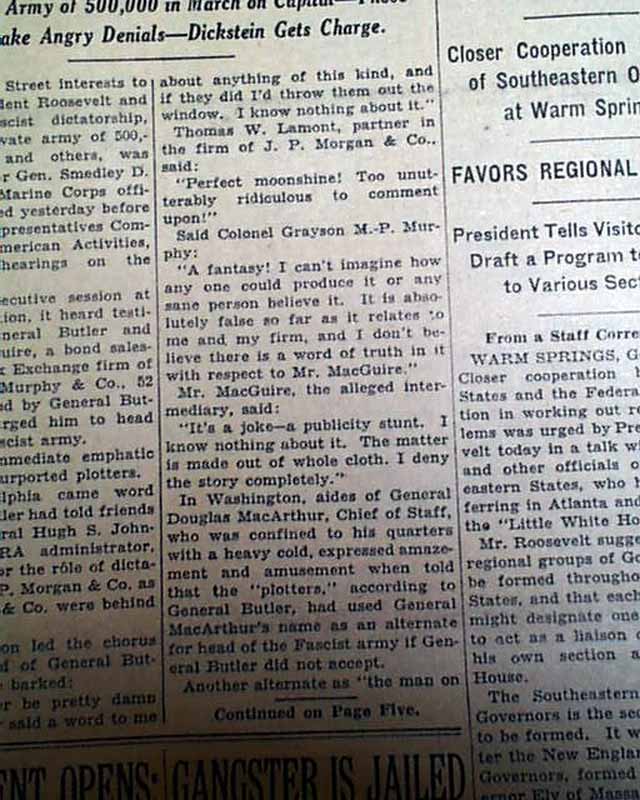 Army of 500,000 in March on Capital—Those
ake Angry Denials—Dickstein Gets Charge.
Street interests to
dent Roosevelt and
scist dictatorship,
vate army of 500,-
and others, was
r Gen. Smedley D.
Marine Corps offi-
ed yesterday before
presentatives Com-
merican Activities,
hearings on the
ecutive session at
tion, it heard testi-
neral Butler and
uire, a bond sales-
k Exchange firm of
Murphy & Co., 52
ed by General But-
rged him to head
scist army.
mmediate emphatic
urported plotters.
lphia came word
ler had told friends
ral Hugh S. John-
RA administrator,
or the rôle of dicta-
P. Morgan & Co. as
& Co. were behind
on led the chorus
d of General But-
barked:
r be pretty damn
said a word to me
about anything of this kind, and
if they did I'd throw them out the
window. I know nothing about it."
Thomas W. Lamont, partner in
the firm of J. P. Morgan & Co.,
said:
"Perfect moonshine! Too unut-
terably ridiculous to comment
upon!"
Said Colonel Grayson M.-P. Mur-
phy:
"A fantasy! I can't imagine how
any one could produce it or any
sane person believe it. It is abso-
lutely false so far as it relates to
me and my firm, and I don't be-
lieve there is a word of truth in it
with respect to Mr. MacGuire."
Mr. MacGuire, the alleged inter-
mediary, said:
"It's a joke—a publicity stunt. I
know nothing about it. The matter
is made out of whole cloth. I deny
the story completely."
In Washington, aides of General
Douglas MacArthur, Chief of Staff,
who was confined to his quarters
with a heavy cold, expressed amaze-
ment and amusement when told
that the "plotters," according to
General Butler, had used General
MacArthur's name as an alternate
for head of the Fascist army if Gen-
eral Butler did not accept.
Another alternate as "the man on
Continued on Page Five.
Closer Cooperation
of Southeastern O
at Warm Sprin
FAVORS REGIONAL
President Tells Visito
Draft a Program to
to Various Sect
From a Staff Corre
WARM SPRINGS, G
Closer cooperation b
States and the Federa
tion in working out re
lems was urged by Pre
velt today in a talk wi
and other officials o
eastern States, who h
ferring in Atlanta and
the "Little White Ho
Mr. Roosevelt sugge
regional groups of Go
be formed througho
States, and that each
might designate one
to act as a liaison o
his own section a
House.
The Southeastern
Governors is the sec
to be formed. It w
ter the New Englan
Governors, formed
ernor Ely of Massa
ENT OPENS:
GANGSTER IS JAILED